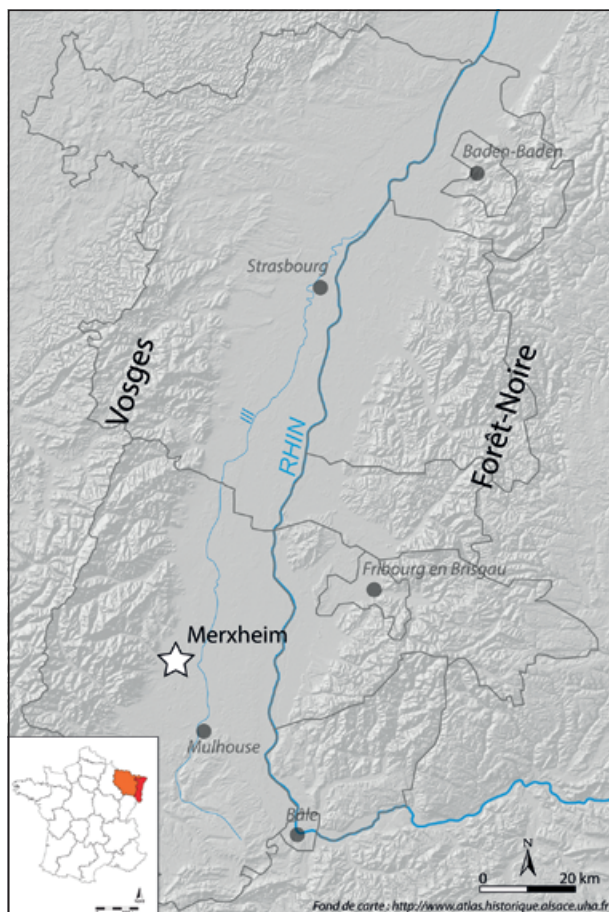 Baden-Baden
Strasbourg
Vosges
Ill
RHIN
Forêt-Noire
Fribourg en Brisgau
Merxheim
Mulhouse
Bâle
N
0 20 km
Fond de carte : http://www.atlas.historique.alsace.uha.fr